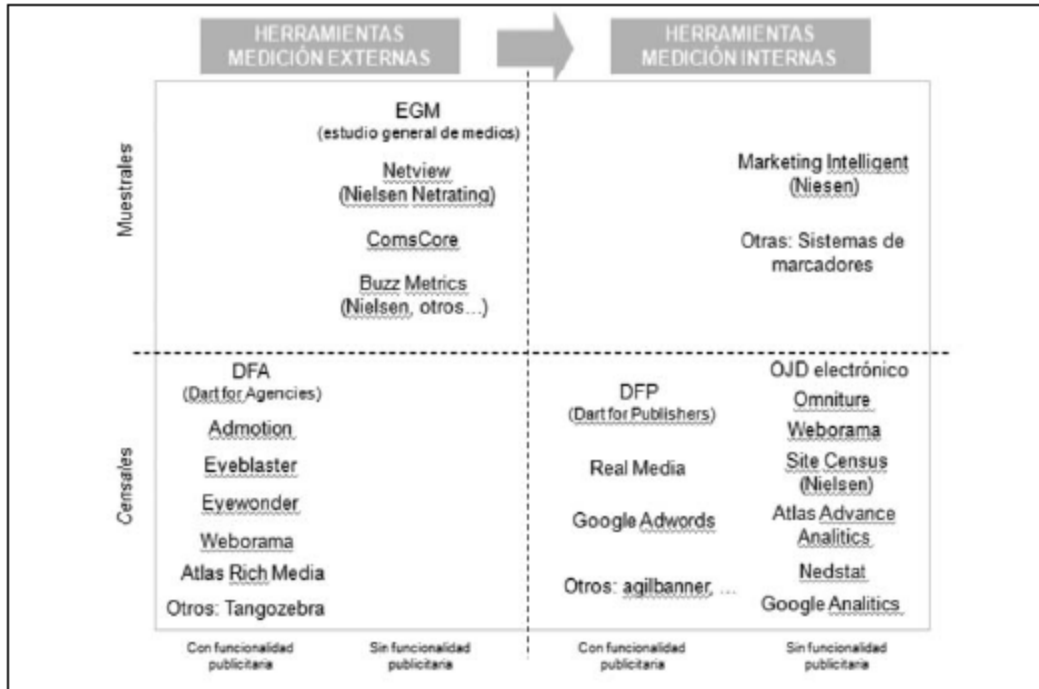 HERRAMIENTAS
MEDICIÓN EXTERNAS
HERRAMIENTAS
MEDICIÓN INTERNAS
Muestrales
EGM
(estudio general de medios)
Netview
(Nielsen Netrating)
ComsCore
Buzz Metrics
(Nielsen, otros...)
Marketing Intelligent
(Niesen)
Otras: Sistemas de
marcadores
Censales
DFA
(Dart for Agencies)
Admotion
Eyeblaster
Eyewonder
Weborama
Atlas Rich Media
Otros: Tangozebra
DFP
(Dart for Publishers)
Real Media
Google Adwords
Otros: agilbanner, ...
OJD electrónico
Omniture
Weborama
Site Census
(Nielsen)
Atlas Advance
Analitics
Nedstat
Google Analitics
Con funcionalidad
publicitaria
Sin funcionalidad
publicitaria
Con funcionalidad
publicitaria
Sin funcionalidad
publicitaria